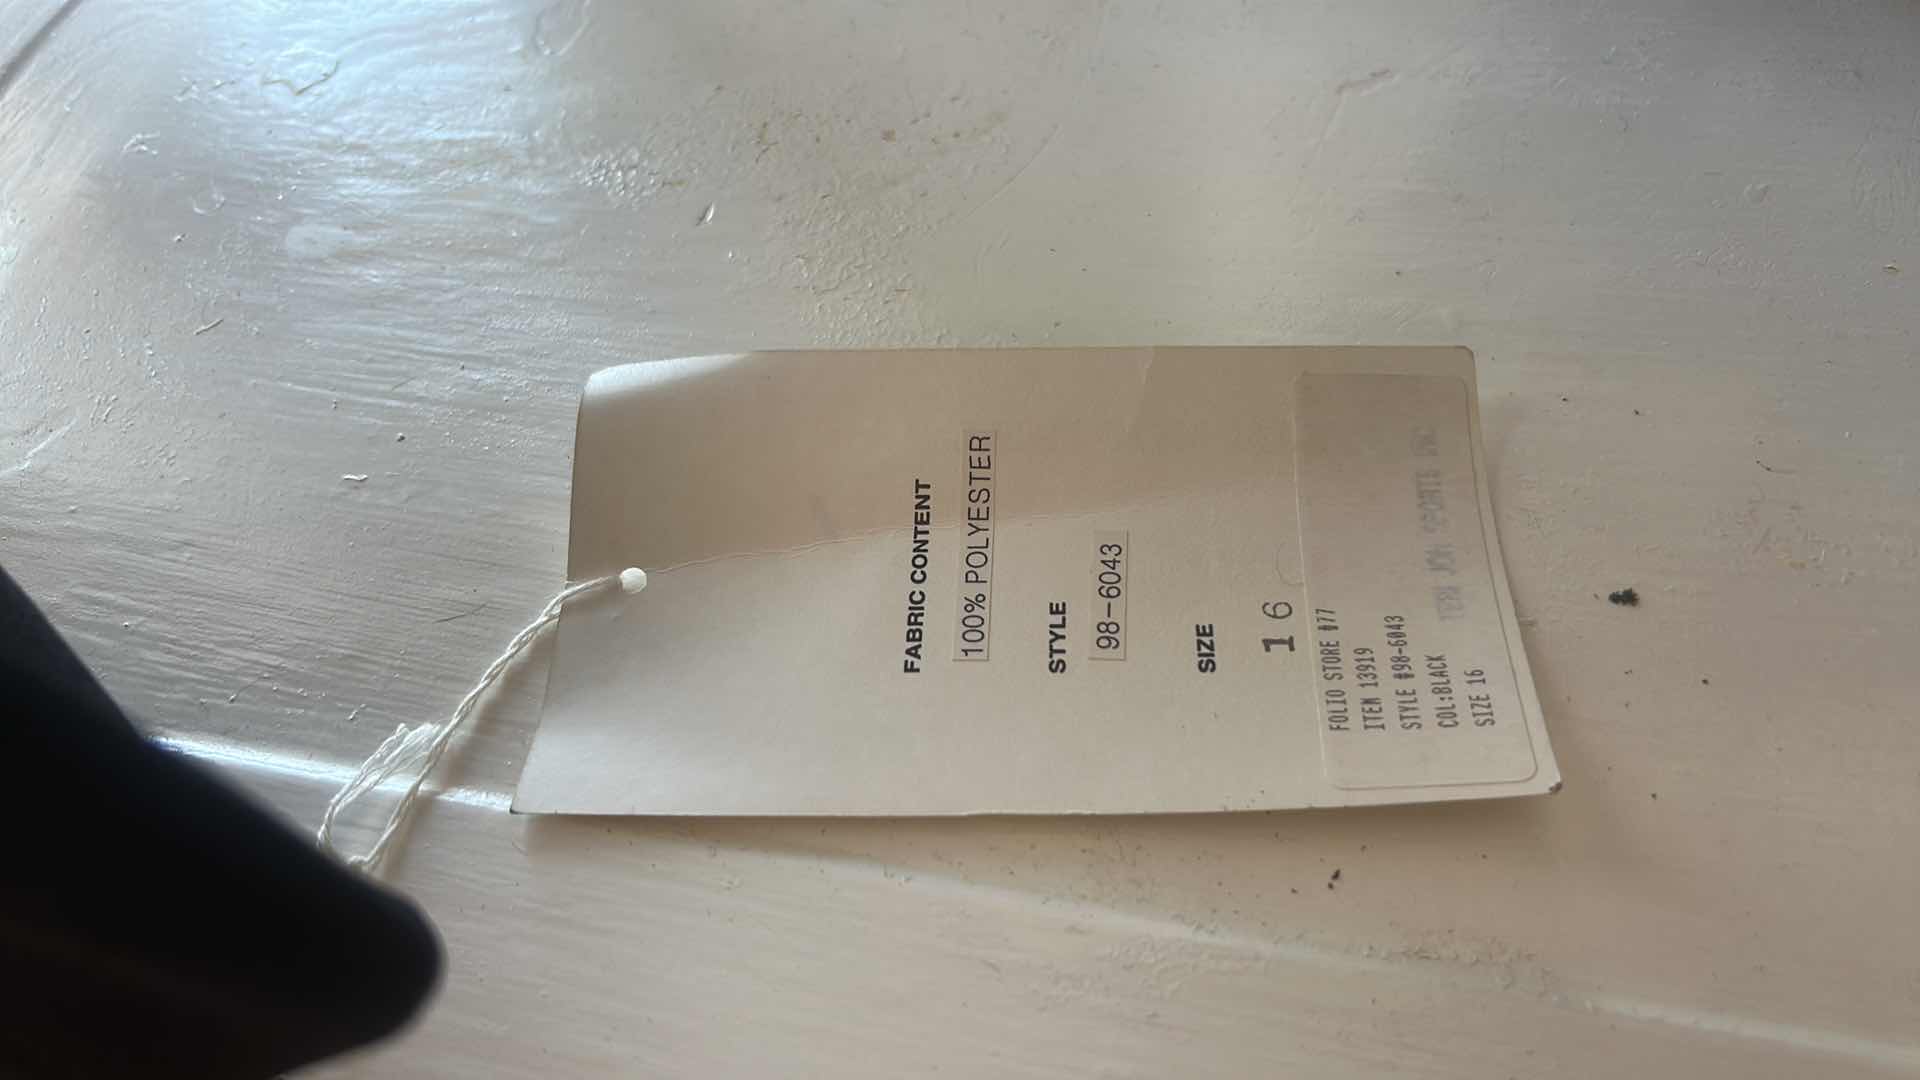 FABRIC CONTENT
100% POLYESTER
STYLE
98-6043
SIZE
16
FOLIO STORE #77
ITEM 13919
STYLE #98-6043
COL:BLACK
SIZE 16